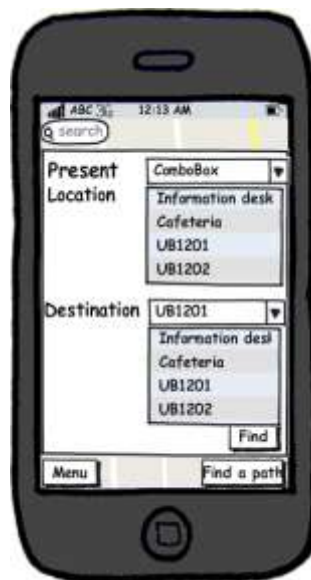 ABC 3G 12:13 AM
search
Present Location
ComboBox
Information desk
Cafeteria
UB1201
UB1202
Destination
UB1201
Information desk
Cafeteria
UB1201
UB1202
Find
Menu
Find a path